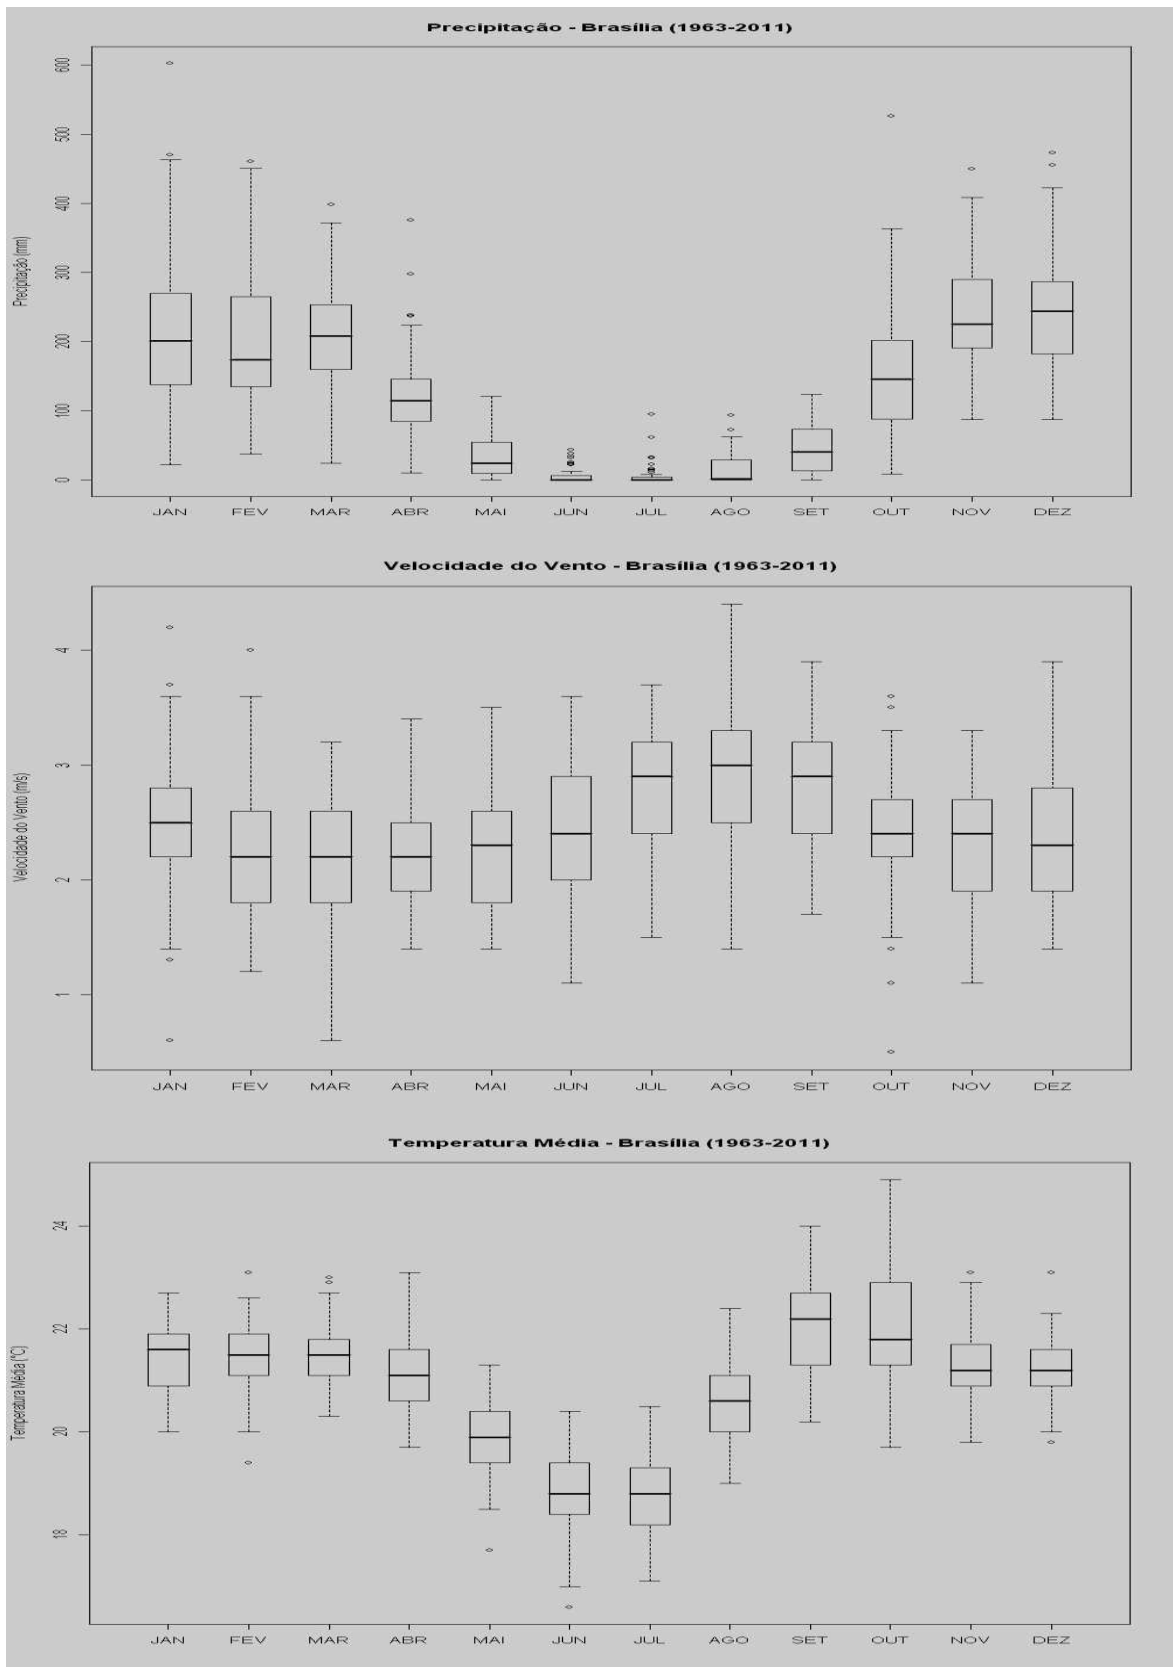 Precipitação - Brasília (1963-2011)
600
500
400
300
200
100
0
Precipitação (mm)
JAN FEV MAR ABR MAI JUN JUL AGO SET OUT NOV DEZ
Velocidade do Vento - Brasília (1963-2011)
4
3
2
1
Velocidade do Vento (m/s)
JAN FEV MAR ABR MAI JUN JUL AGO SET OUT NOV DEZ
Temperatura Média - Brasília (1963-2011)
24
22
20
18
Temperatura Média (°C)
JAN FEV MAR ABR MAI JUN JUL AGO SET OUT NOV DEZ